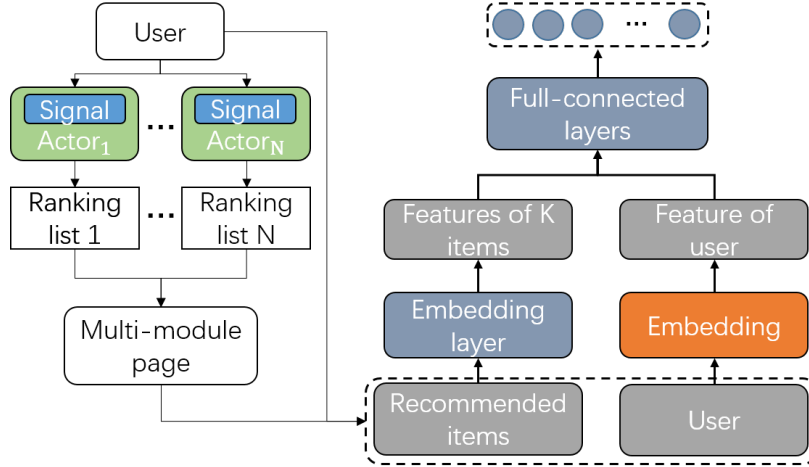 User
Signal
Actor1
...
Signal
ActorN
Ranking
list 1
...
Ranking
list N
Multi-module
page
...
Full-connected
layers
Features of K
items
Feature of
user
Embedding
layer
Embedding
Recommended
items
User